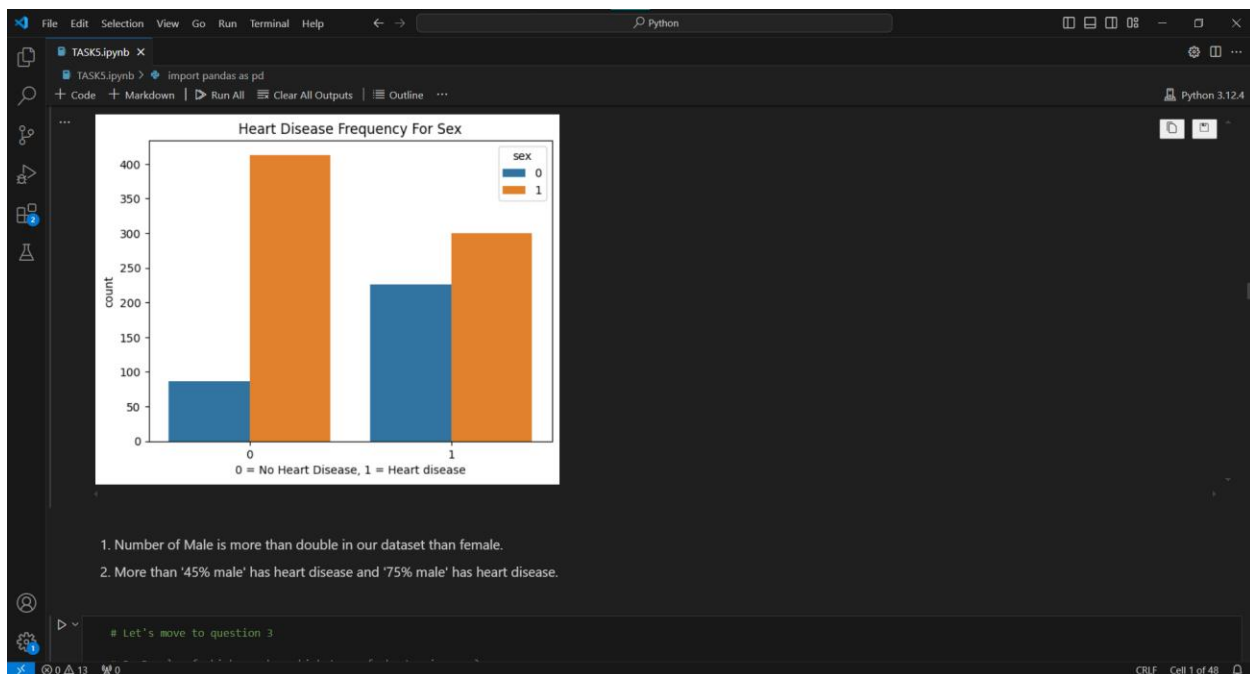 File Edit Selection View Go Run Terminal Help
Python
TASK5.ipynb
TASK5.ipynb > import pandas as pd
+ Code + Markdown | Run All Clear All Outputs | Outline ...
Python 3.12.4
Heart Disease Frequency For Sex
sex
0
1
400
350
300
250
200
150
100
50
0
count
0 1
0 = No Heart Disease, 1 = Heart disease
1. Number of Male is more than double in our dataset than female.
2. More than '45% male' has heart disease and '75% male' has heart disease.
# Let's move to question 3
2
1
0 13 0
CRLF Cell 1 of 48